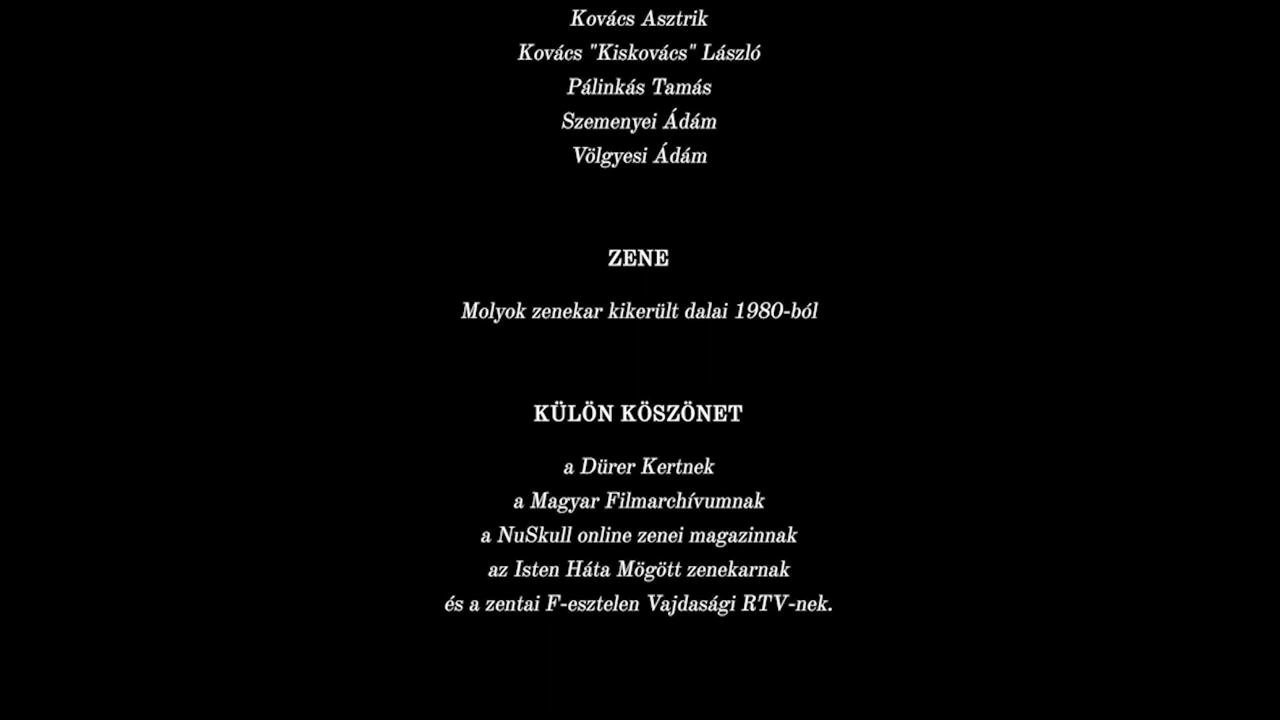 Kovács Asztrik
Kovács "Kiskovács" László
Pálinkás Tamás
Szemenyei Ádám
Völgyesi Ádám
ZENE
Molyok zenekar kikerült dalai 1980-ból
KÜLÖN KÖSZÖNET
a Dürer Kertnek
a Magyar Filmarchívumnak
a NuSkull online zenei magazinnak
az Isten Háta Mögött zenekarnak
és a zentai F-esztelen Vajdasági RTV-nek.